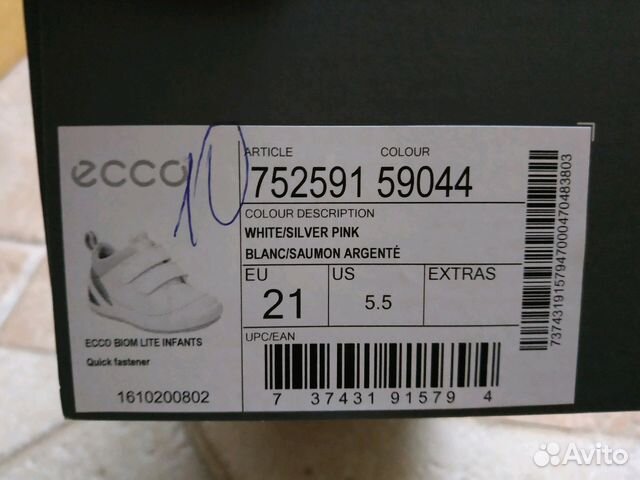 ecco
10
ARTICLE COLOUR
752591 59044
COLOUR DESCRIPTION
WHITE/SILVER PINK
BLANC/SAUMON ARGENTÉ
EU US EXTRAS
21 5.5
UPC/EAN
7 37431 91579 4
ECCO BIOM LITE INFANTS
Quick fastener
1610200802
7374319157947000470483803
Avito